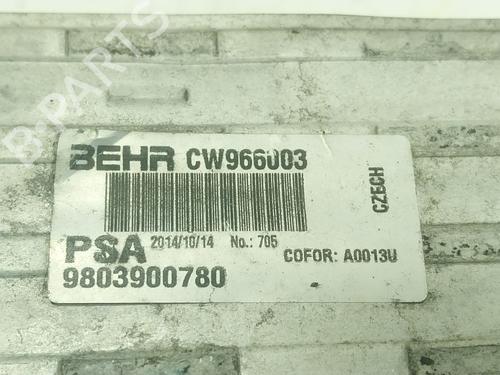 B-PARTS
BEHR CW966003
CZECH
PSA 2014/10/14 No.: 705 COFOR: A0013U
9803900780